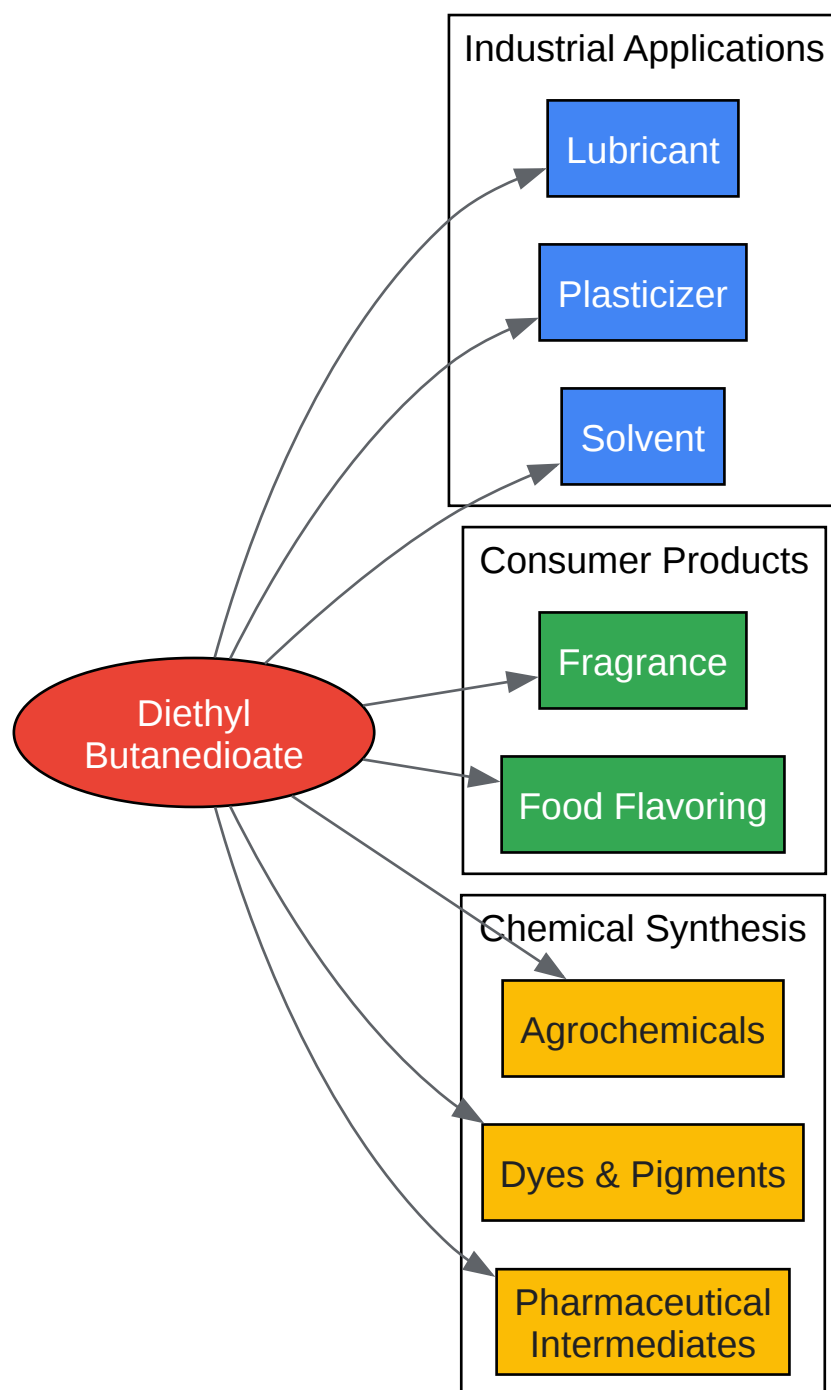 Industrial Applications
Lubricant
Plasticizer
Solvent
Consumer Products
Fragrance
Diethyl
Butanedioate
Food Flavoring
Chemical Synthesis
Agrochemicals
Dyes & Pigments
Pharmaceutical
Intermediates